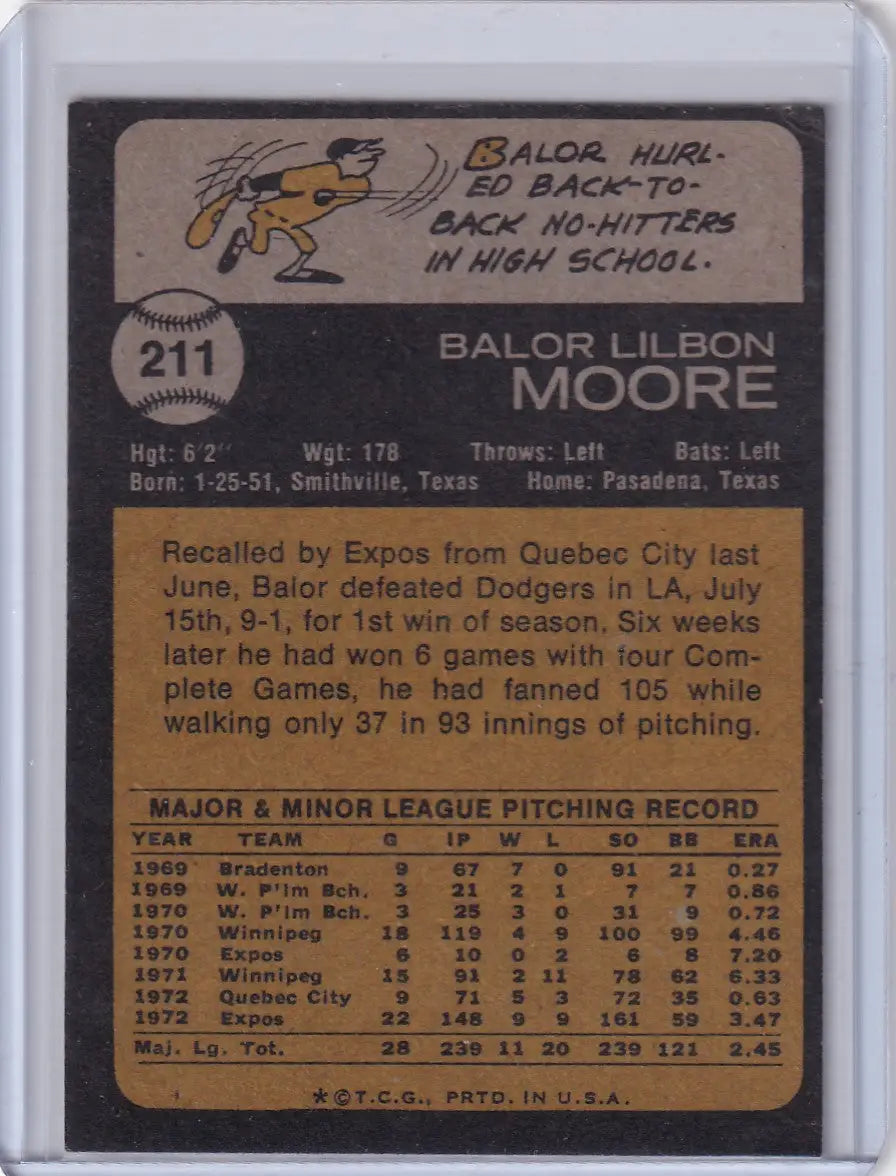 BALOR HURL-
ED BACK-TO-
BACK NO-HITTERS
IN HIGH SCHOOL.
211
BALOR LILBON
MOORE
Hgt: 6'2" Wgt: 178 Throws: Left Bats: Left
Born: 1-25-51, Smithville, Texas Home: Pasadena, Texas
Recalled by Expos from Quebec City last
June, Balor defeated Dodgers in LA, July
15th, 9-1, for 1st win of season. Six weeks
later he had won 6 games with four Com-
plete Games, he had fanned 105 while
walking only 37 in 93 innings of pitching.
MAJOR & MINOR LEAGUE PITCHING RECORD
YEAR TEAM G IP W L SO BB ERA
1969 Bradenton 9 67 7 0 91 21 0.27
1969 W. P'lm Bch. 3 21 2 1 7 7 0.86
1970 W. P'lm Bch. 3 25 3 0 31 9 0.72
1970 Winnipeg 18 119 4 9 100 99 4.46
1970 Expos 6 10 0 2 6 8 7.20
1971 Winnipeg 15 91 2 11 78 62 6.33
1972 Quebec City 9 71 5 3 72 35 0.63
1972 Expos 22 148 9 9 161 59 3.47
Maj. Lg. Tot. 28 239 11 20 239 121 2.45
*©T.C.G., PRTD. IN U.S.A.